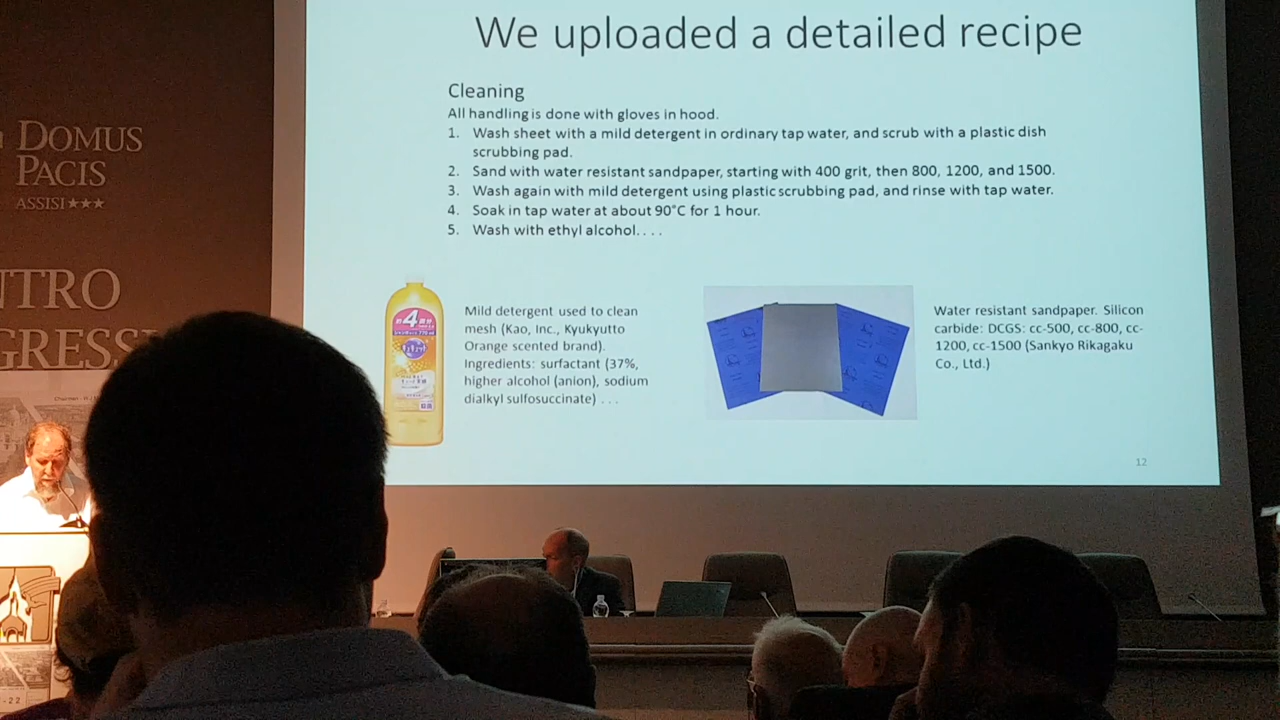 We uploaded a detailed recipe
Cleaning
All handling is done with gloves in hood.
1. Wash sheet with a mild detergent in ordinary tap water, and scrub with a plastic dish
scrubbing pad.
2. Sand with water resistant sandpaper, starting with 400 grit, then 800, 1200, and 1500.
3. Wash again with mild detergent using plastic scrubbing pad, and rinse with tap water.
4. Soak in tap water at about 90°C for 1 hour.
5. Wash with ethyl alcohol. . . .
Mild detergent used to clean
mesh (Kao, Inc., Kyukyutto
Orange scented brand).
Ingredients: surfactant (37%,
higher alcohol (anion), sodium
dialkyl sulfosuccinate) . . .
Water resistant sandpaper. Silicon
carbide: DCGS: cc-500, cc-800, cc-
1200, cc-1500 (Sankyo Rikagaku
Co., Ltd.)
12
DOMUS
PACIS
ASSISI★★★
NTRO
GRESS
4
-22